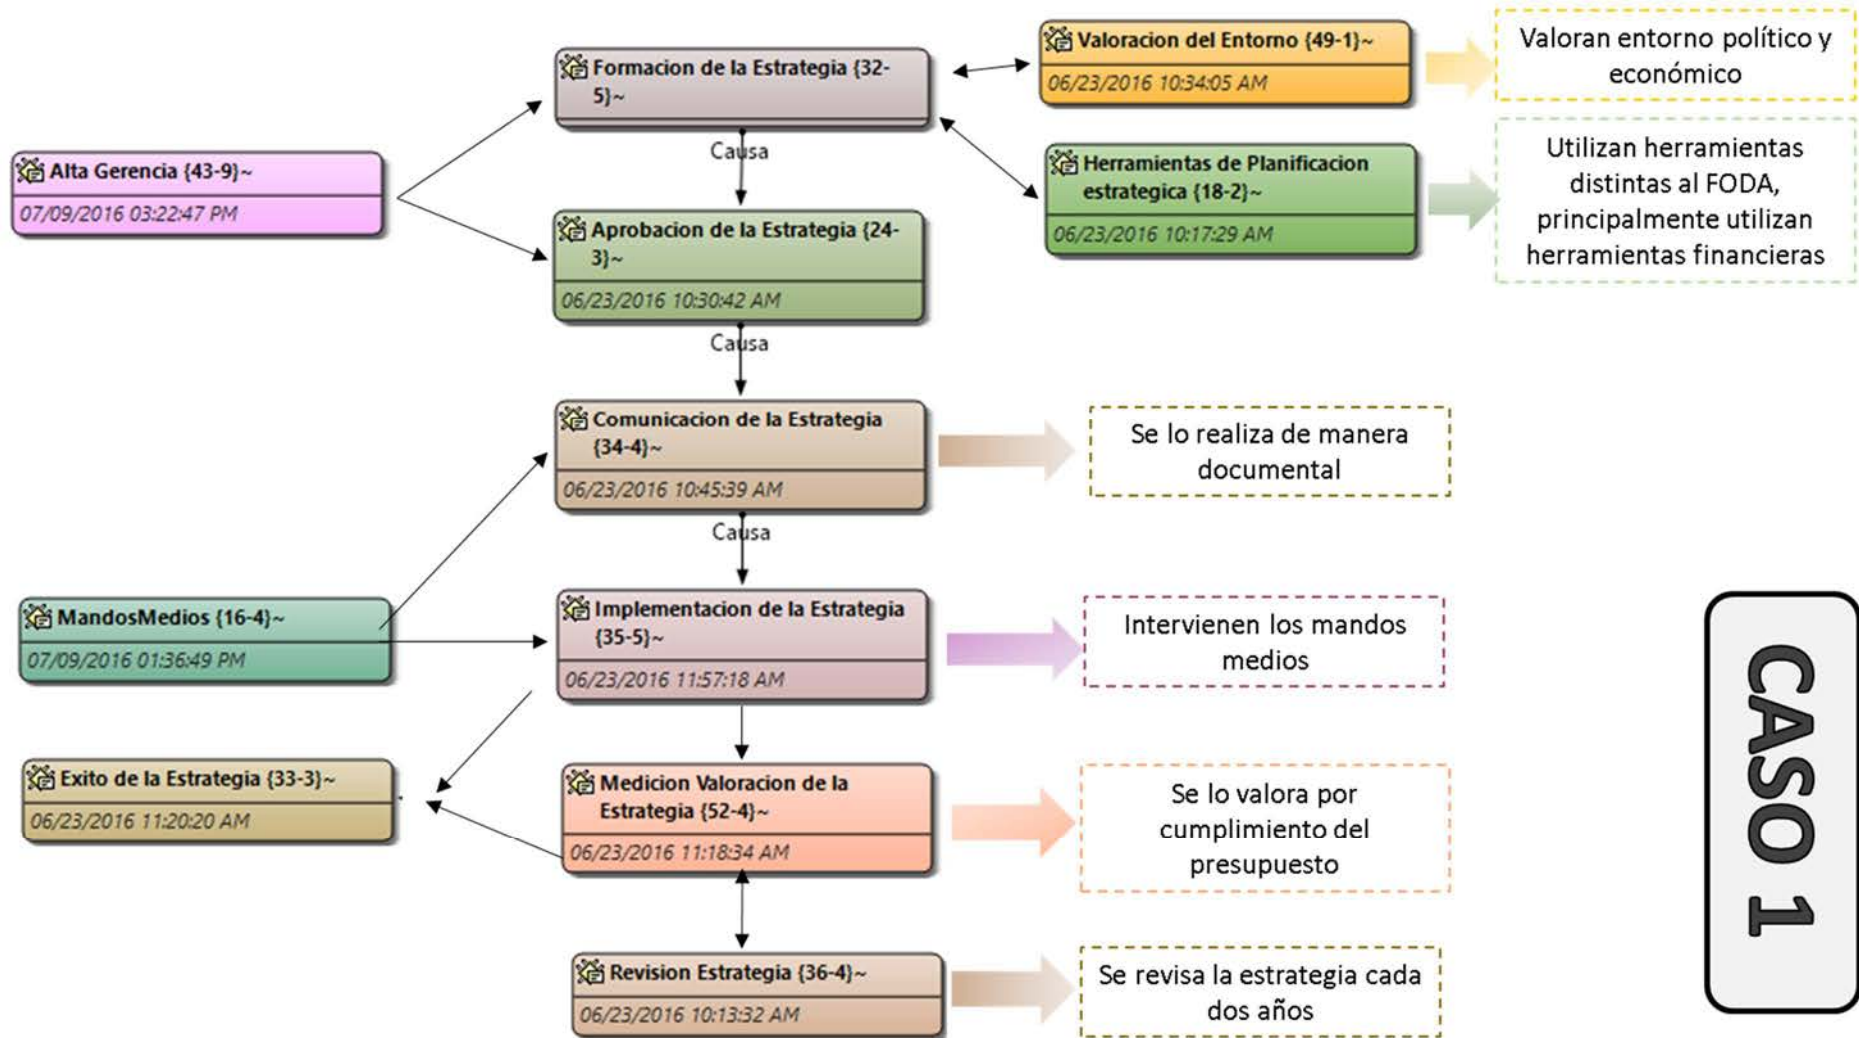 Formacion de la Estrategia {32-
5}~
Valoracion del Entorno {49-1}~
06/23/2016 10:34:05 AM
Valoran entorno político y
económico
Causa
Alta Gerencia {43-9}~
07/09/2016 03:22:47 PM
Herramientas de Planificacion
estrategica {18-2}~
06/23/2016 10:17:29 AM
Utilizan herramientas
distintas al FODA,
principalmente utilizan
herramientas financieras
Aprobacion de la Estrategia {24-
3}~
06/23/2016 10:30:42 AM
Causa
Comunicacion de la Estrategia
{34-4}~
06/23/2016 10:45:39 AM
Se lo realiza de manera
documental
Causa
MandosMedios {16-4}~
07/09/2016 01:36:49 PM
Implementacion de la Estrategia
{35-5}~
06/23/2016 11:57:18 AM
Intervienen los mandos
medios
Exito de la Estrategia {33-3}~
06/23/2016 11:20:20 AM
Medicion Valoracion de la
Estrategia {52-4}~
06/23/2016 11:18:34 AM
Se lo valora por
cumplimiento del
presupuesto
Revision Estrategia {36-4}~
06/23/2016 10:13:32 AM
Se revisa la estrategia cada
dos años
CASO 1